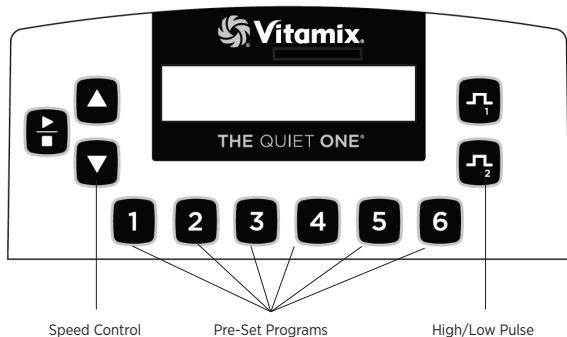 Vitamix.
THE QUIET ONE®
1
2
1 2 3 4 5 6
Speed Control Pre-Set Programs High/Low Pulse